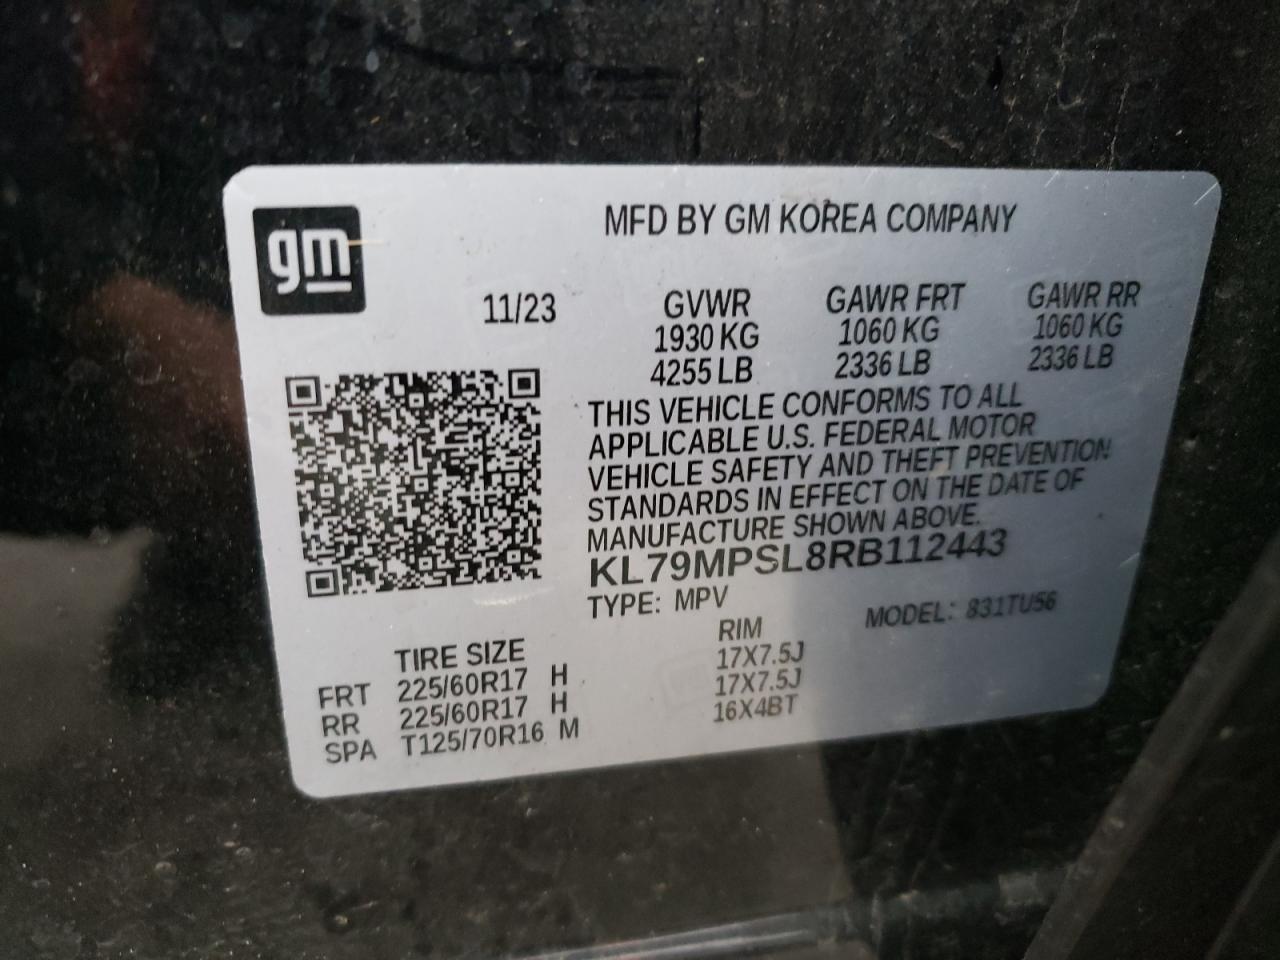 gm
MFD BY GM KOREA COMPANY
11/23
GVWR GAWR FRT GAWR RR
1930 KG 1060 KG 1060 KG
4255 LB 2336 LB 2336 LB
THIS VEHICLE CONFORMS TO ALL
APPLICABLE U.S. FEDERAL MOTOR
VEHICLE SAFETY AND THEFT PREVENTION
STANDARDS IN EFFECT ON THE DATE OF
MANUFACTURE SHOWN ABOVE.
KL79MPSL8RB112443
TYPE: MPV MODEL: 831TU56
TIRE SIZE RIM
FRT 225/60R17 H 17X7.5J
RR 225/60R17 H 17X7.5J
SPA T125/70R16 M 16X4BT